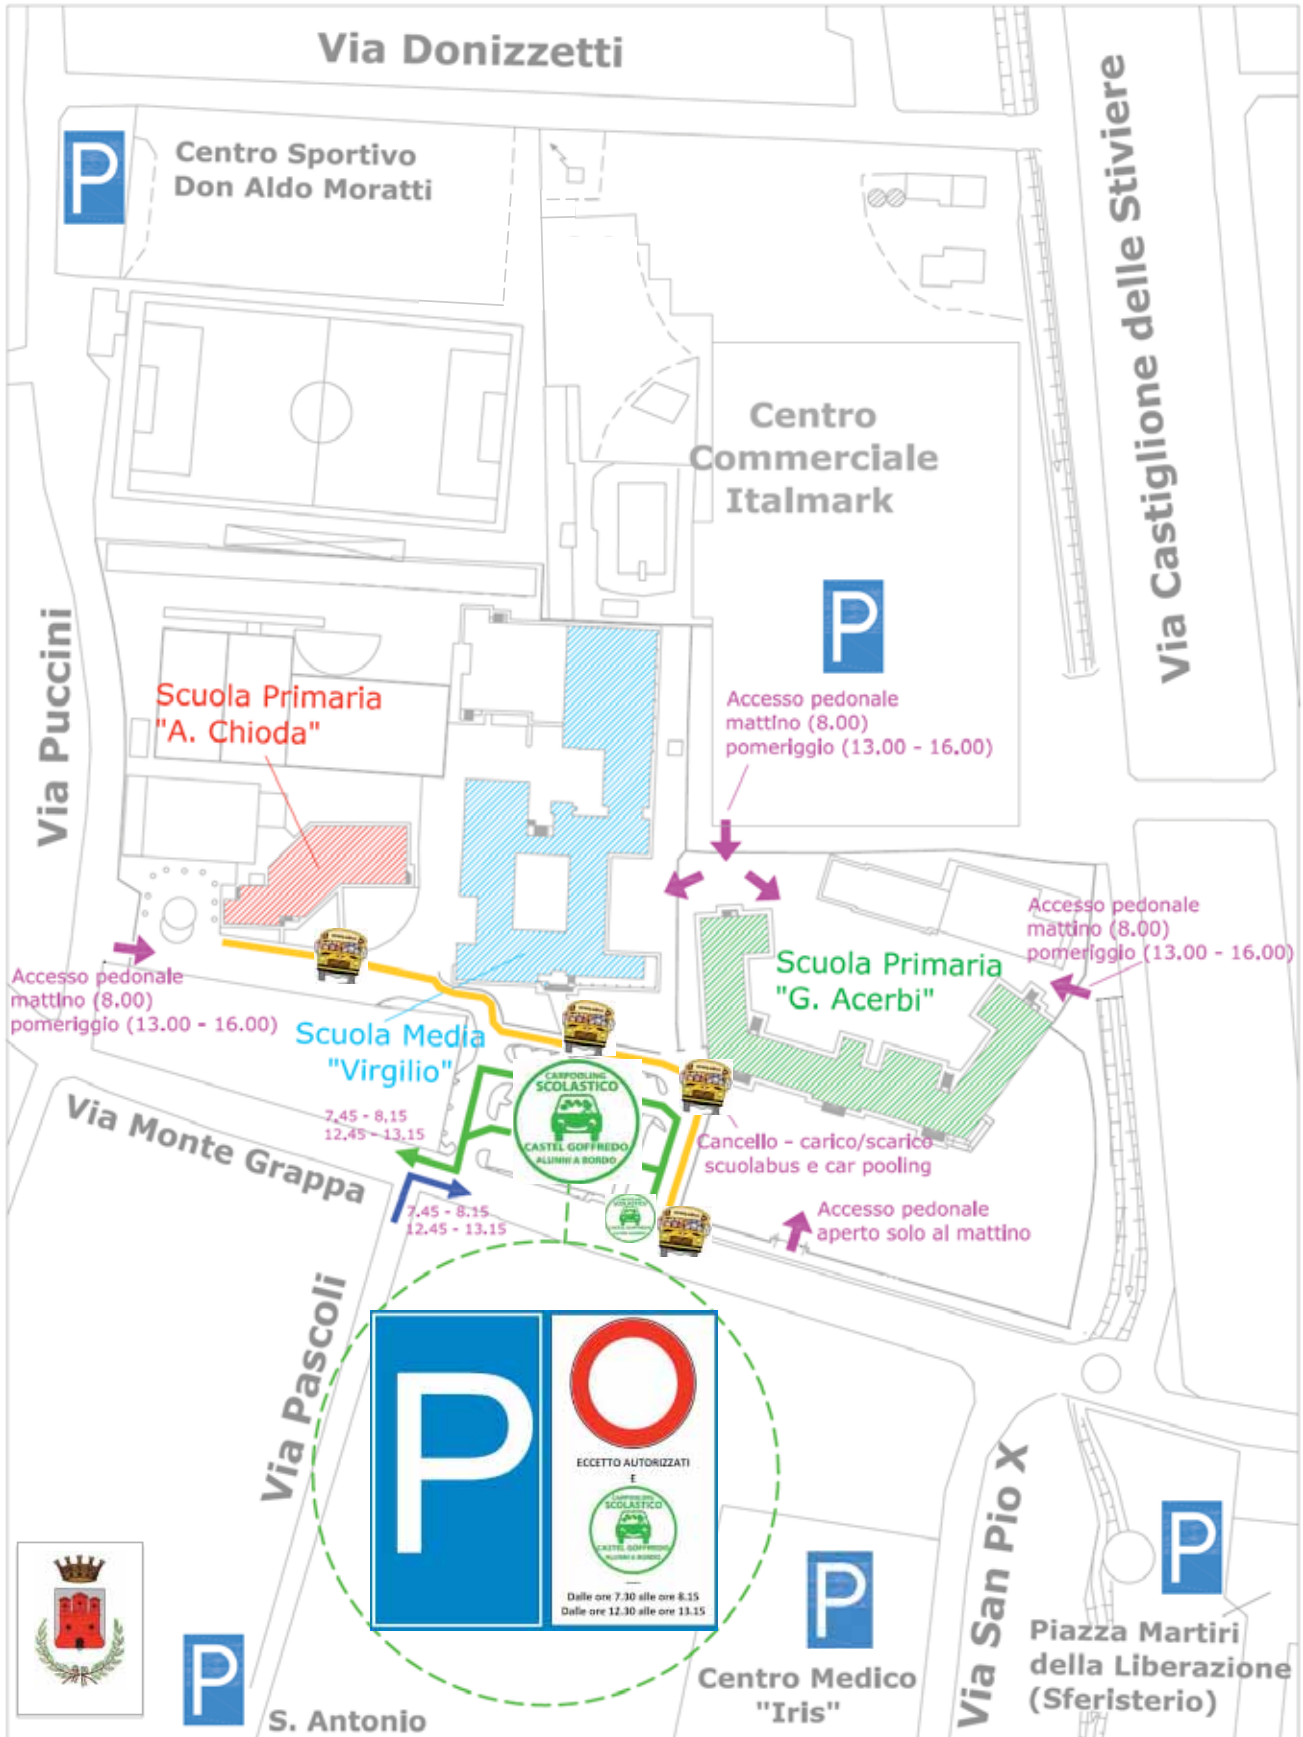 Via Donizzetti
P
Centro Sportivo
Don Aldo Moratti
Via Castiglione delle Stiviere
Centro
Commerciale
Italmark
P
Via Puccini
Scuola Primaria
"A. Chioda"
Accesso pedonale
mattino (8.00)
pomeriggio (13.00 - 16.00)
Accesso pedonale
mattino (8.00)
pomeriggio (13.00 - 16.00)
Scuola Primaria
"G. Acerbi"
Accesso pedonale
mattino (8.00)
pomeriggio (13.00 - 16.00)
Scuola Media
"Virgilio"
CARPOOLING
SCOLASTICO
CASTEL GOFFREDO
ALUNNI A BORDO
7.45 - 8.15
12.45 - 13.15
Via Monte Grappa
Cancello - carico/scarico
scuolabus e car pooling
7.45 - 8.15
12.45 - 13.15
Accesso pedonale
aperto solo al mattino
Via Pascoli
P
ECCETTO AUTORIZZATI
E
CARPOOLING
SCOLASTICO
CASTEL GOFFREDO
ALUNNI A BORDO
Dalle ore 7.30 alle ore 8.15
Dalle ore 12.30 alle ore 13.15
Via San Pio X
P
Piazza Martiri
della Liberazione
(Sferisterio)
P
Centro Medico
"Iris"
P
S. Antonio